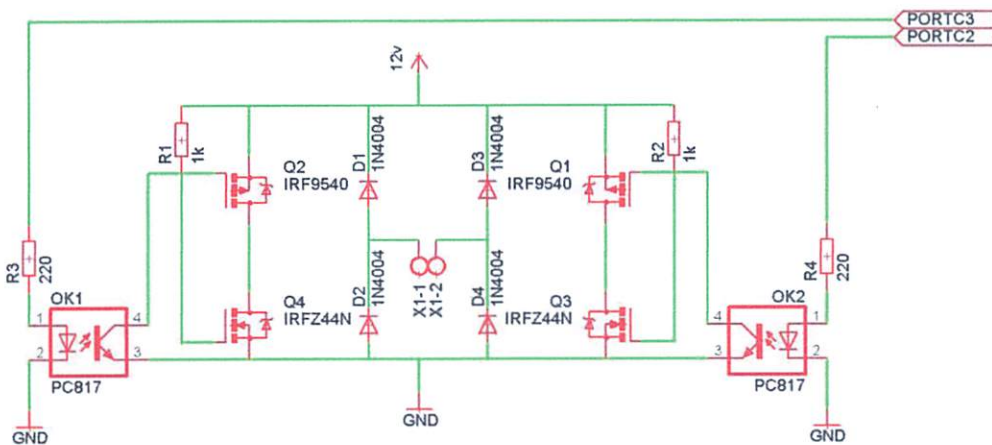 PORTC3
PORTC2
12v
R1
1k
Q2
IRF9540
D1
1N4004
D3
1N4004
Q1
IRF9540
R2
1k
R3
220
OK1
1
2
4
3
PC817
Q4
IRFZ44N
D2
1N4004
X1-1
X1-2
D4
1N4004
Q3
IRFZ44N
R4
220
OK2
4
3
1
2
PC817
GND
GND
GND